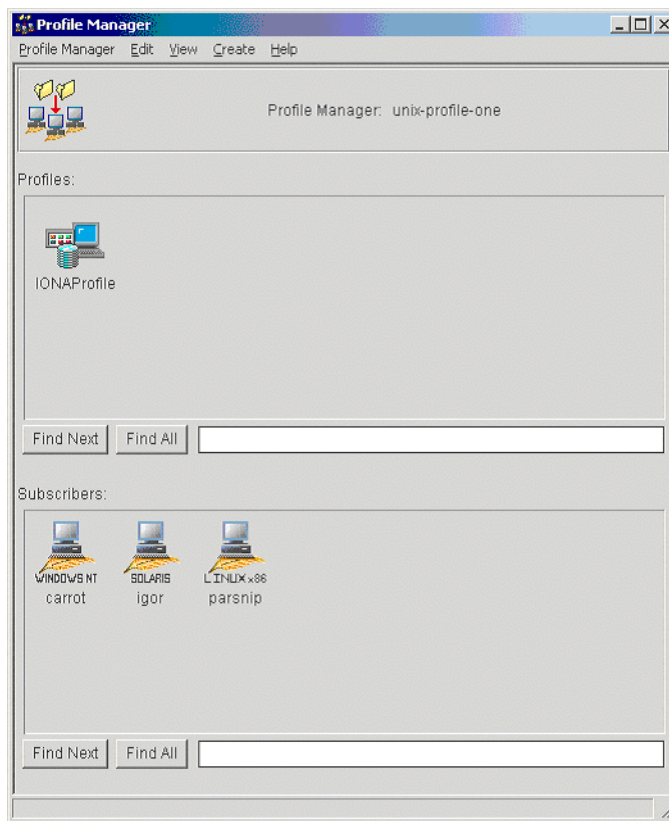 Profile Manager
Profile Manager Edit View Create Help
Profile Manager: unix-profile-one
Profiles:
IONAProfile
Find Next Find All
Subscribers:
WINDOWS NT SOLARIS LINUX x86
carrot igor parsnip
Find Next Find All